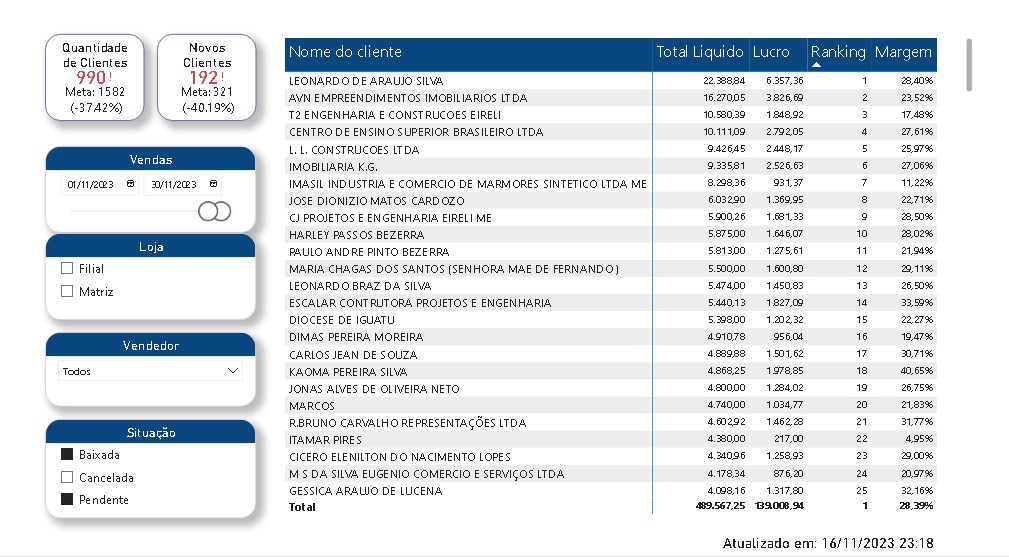 Quantidade
de Clientes
990!
Meta: 1582
(-37.42%)
Novos
Clientes
192!
Meta: 321
(-40.19%)
Vendas
01/11/2023 30/11/2023
Loja
Filial
Matriz
Vendedor
Todos
Situação
Baixada
Cancelada
Pendente
Nome do cliente Total Liquido Lucro Ranking Margem
LEONARDO DE ARAUJO SILVA 22.388,84 6.357,36 1 28,40%
AVN EMPREENDIMENTOS IMOBILIARIOS LTDA 16.270,05 3.826,69 2 23,52%
T2 ENGENHARIA E CONSTRUCOES EIRELI 10.580,39 1.848,92 3 17,48%
CENTRO DE ENSINO SUPERIOR BRASILEIRO LTDA 10.111,09 2.792,05 4 27,61%
L. L. CONSTRUCOES LTDA 9.426,45 2.448,17 5 25,97%
IMOBILIARIA K.G. 9.335,81 2.526,63 6 27,06%
IMASIL INDUSTRIA E COMERCIO DE MARMORES SINTETICO LTDA ME 8.298,36 931,37 7 11,22%
JOSE DIONIZIO MATOS CARDOZO 6.032,90 1.369,95 8 22,71%
CJ PROJETOS E ENGENHARIA EIRELI ME 5.900,26 1.681,33 9 28,50%
HARLEY PASSOS BEZERRA 5.875,00 1.646,07 10 28,02%
PAULO ANDRE PINTO BEZERRA 5.813,00 1.275,61 11 21,94%
MARIA CHAGAS DOS SANTOS (SENHORA MAE DE FERNANDO) 5.500,00 1.600,80 12 29,11%
LEONARDO BRAZ DA SILVA 5.474,00 1.450,83 13 26,50%
ESCALAR CONTRUTORA PROJETOS E ENGENHARIA 5.440,13 1.827,09 14 33,59%
DIOCESE DE IGUATU 5.398,00 1.202,32 15 22,27%
DIMAS PEREIRA MOREIRA 4.910,78 956,04 16 19,47%
CARLOS JEAN DE SOUZA 4.889,88 1.501,62 17 30,71%
KAOMA PEREIRA SILVA 4.868,25 1.978,85 18 40,65%
JONAS ALVES DE OLIVEIRA NETO 4.800,00 1.284,02 19 26,75%
MARCOS 4.740,00 1.034,77 20 21,83%
R.BRUNO CARVALHO REPRESENTAÇÕES LTDA 4.602,92 1.462,28 21 31,77%
ITAMAR PIRES 4.380,00 217,00 22 4,95%
CICERO ELENILTON DO NACIMENTO LOPES 4.340,96 1.258,93 23 29,00%
M S DA SILVA EUGENIO COMERCIO E SERVIÇOS LTDA 4.178,34 876,20 24 20,97%
GESSICA ARAUJO DE LUCENA 4.098,16 1.317,80 25 32,16%
Total 489.567,25 139.008,94 1 28,39%
Atualizado em: 16/11/2023 23:18